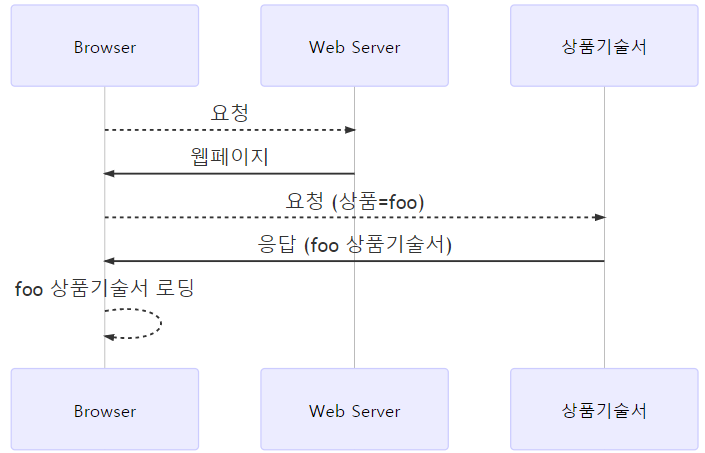 Browser
Web Server
상품기술서
요청
웹페이지
요청 (상품=foo)
응답 (foo 상품기술서)
foo 상품기술서 로딩
Browser
Web Server
상품기술서